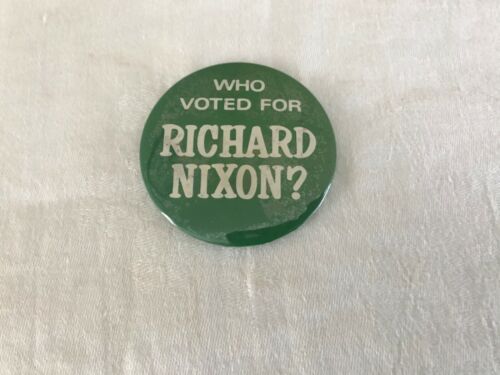 WHO
VOTED FOR
RICHARD
NIXON?